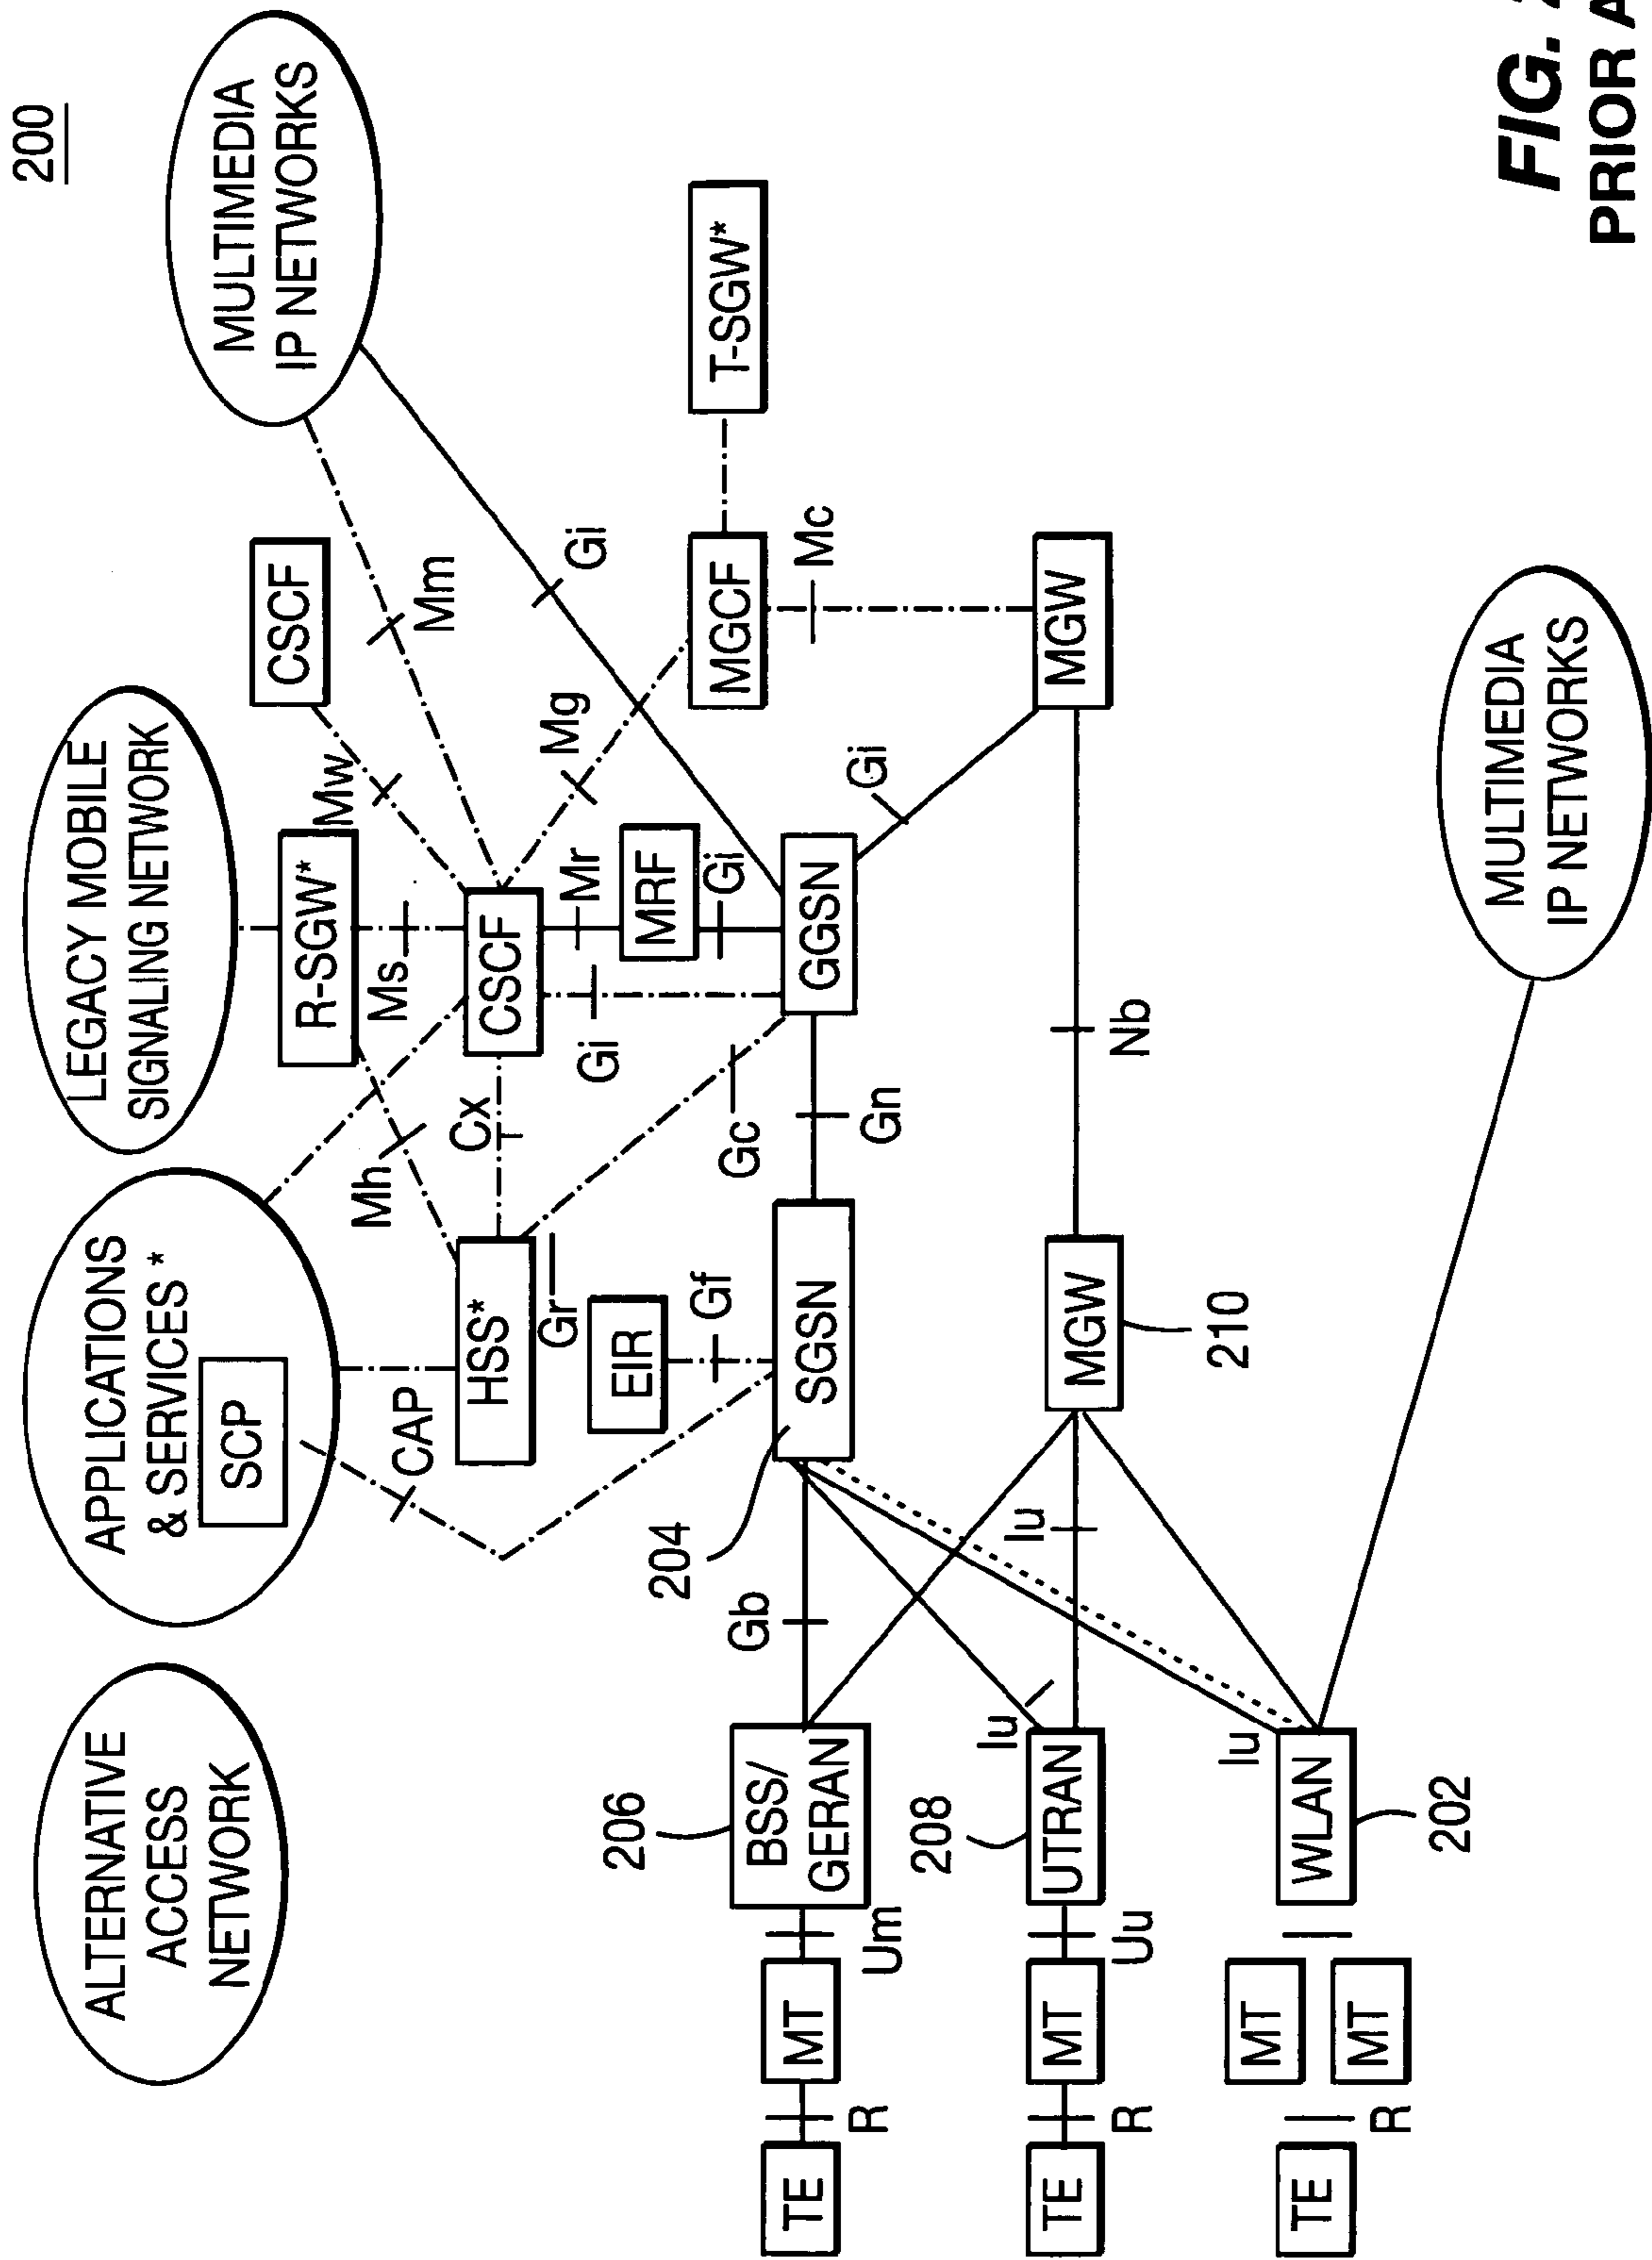 200
ALTERNATIVE
ACCESS
NETWORK
APPLICATIONS
& SERVICES *
SCP
LEGACY MOBILE
SIGNALING NETWORK
MULTIMEDIA
IP NETWORKS
CAP
Mh
R-SGW*
Mw
CSCF
Ms
Mm
HSS*
Cx
CSCF
Gr
Gi
Mr
Mg
Gi
EIR
MRF
Gf
Gc
Gi
MGCF
T-SGW*
Mc
204
206
Gb
SGSN
Gn
GGSN
Gi
TE
R
MT
Um
BSS/
GERAN
208
Iu
Iu
MGW
210
Nb
MGW
TE
R
MT
Uu
UTRAN
Iu
TE
R
MT
MT
WLAN
202
MULTIMEDIA
IP NETWORKS
FIG.
PRIOR